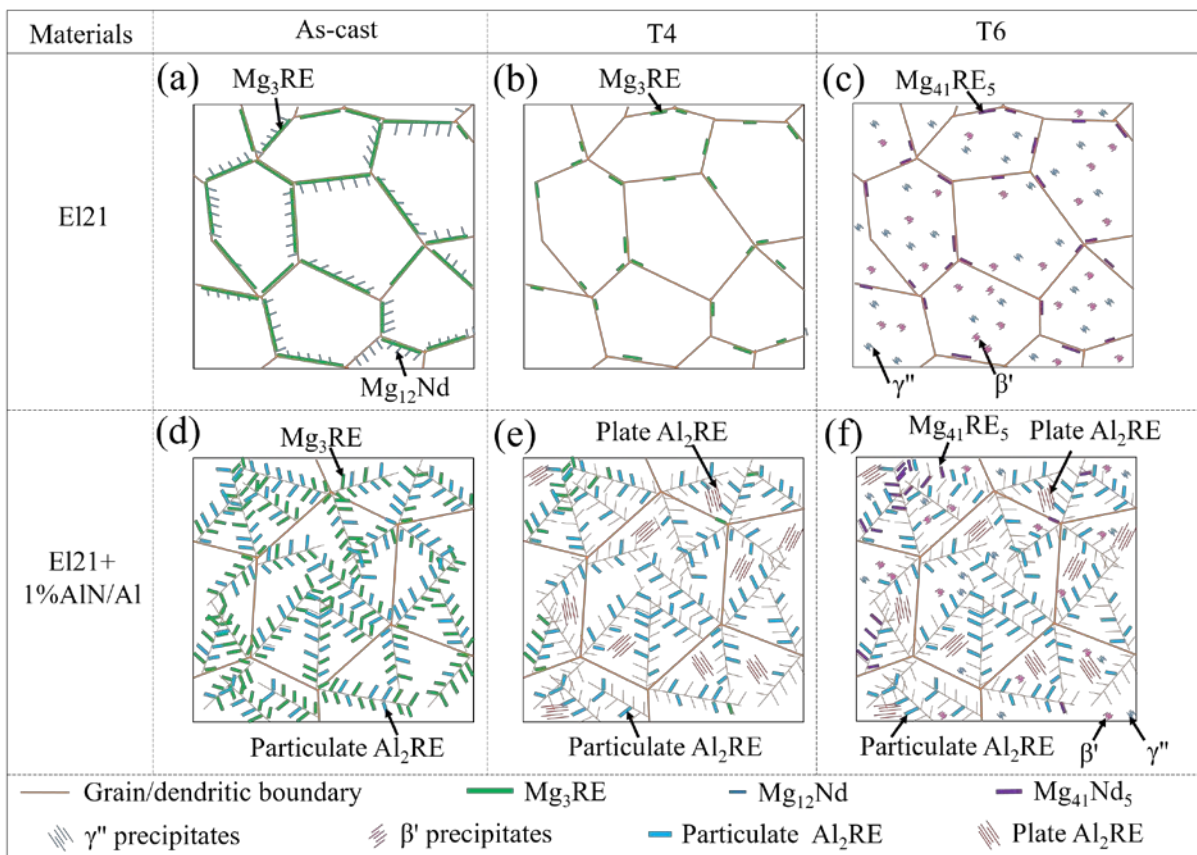 Materials As-cast T4 T6
(a) (b) (c)
Mg₃RE Mg₃RE Mg₄₁RE₅
El21
Mg₁₂Nd γ'' β'
(d) (e) (f)
Mg₃RE Plate Al₂RE Mg₄₁RE₅ Plate Al₂RE
El21+
1%AlN/Al
Particulate Al₂RE Particulate Al₂RE Particulate Al₂RE β' γ''
Grain/dendritic boundary Mg₃RE Mg₁₂Nd Mg₄₁Nd₅
γ'' precipitates β' precipitates Particulate Al₂RE Plate Al₂RE